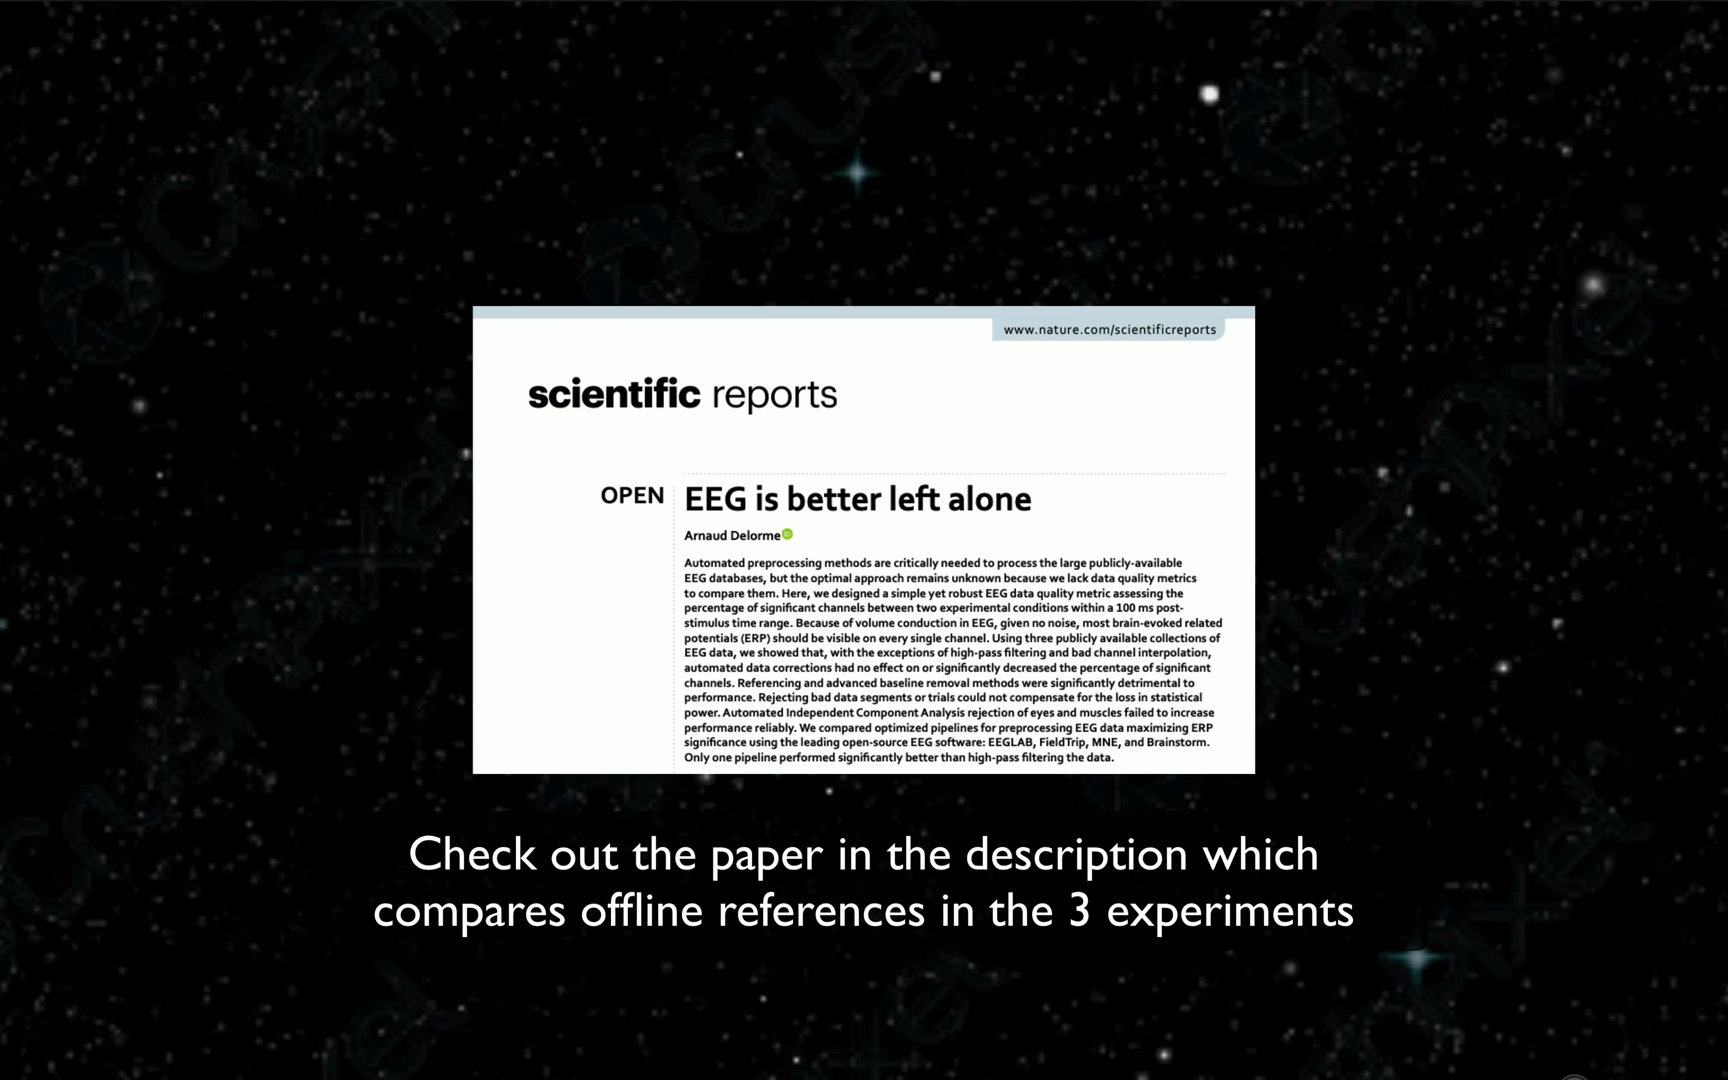 www.nature.com/scientificreports
scientific reports
OPEN
EEG is better left alone
Arnaud Delorme
Automated preprocessing methods are critically needed to process the large publicly-available
EEG databases, but the optimal approach remains unknown because we lack data quality metrics
to compare them. Here, we designed a simple yet robust EEG data quality metric assessing the
percentage of significant channels between two experimental conditions within a 100 ms post-
stimulus time range. Because of volume conduction in EEG, given no noise, most brain-evoked related
potentials (ERP) should be visible on every single channel. Using three publicly available collections of
EEG data, we showed that, with the exceptions of high-pass filtering and bad channel interpolation,
automated data corrections had no effect on or significantly decreased the percentage of significant
channels. Referencing and advanced baseline removal methods were significantly detrimental to
performance. Rejecting bad data segments or trials could not compensate for the loss in statistical
power. Automated Independent Component Analysis rejection of eyes and muscles failed to increase
performance reliably. We compared optimized pipelines for preprocessing EEG data maximizing ERP
significance using the leading open-source EEG software: EEGLAB, FieldTrip, MNE, and Brainstorm.
Only one pipeline performed significantly better than high-pass filtering the data.
Check out the paper in the description which
compares offline references in the 3 experiments